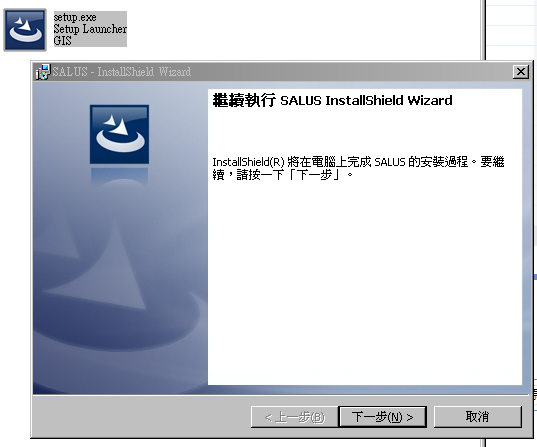 setup.exe
Setup Launcher
GIS
SALUS - InstallShield Wizard
繼續執行 SALUS InstallShield Wizard
InstallShield(R) 將在電腦上完成 SALUS 的安裝過程。要繼
續，請按一下「下一步」。
< 上一步(B)
下一步(N) >
取消